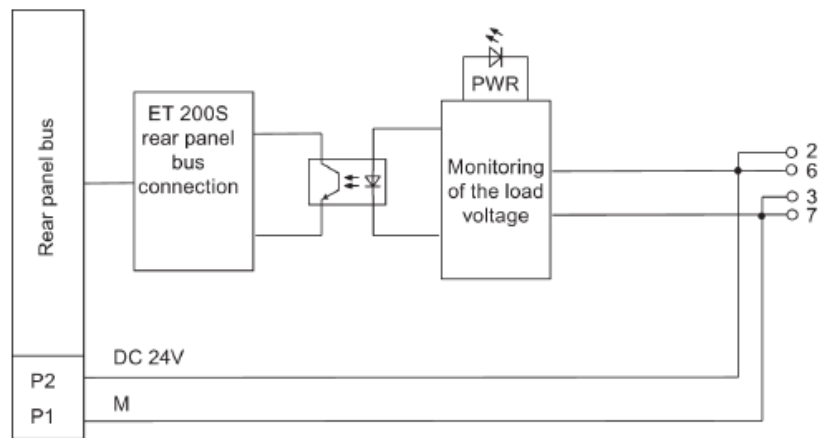 Rear panel bus
ET 200S
rear panel
bus
connection
PWR
Monitoring
of the load
voltage
2
6
3
7
DC 24V
P2
M
P1